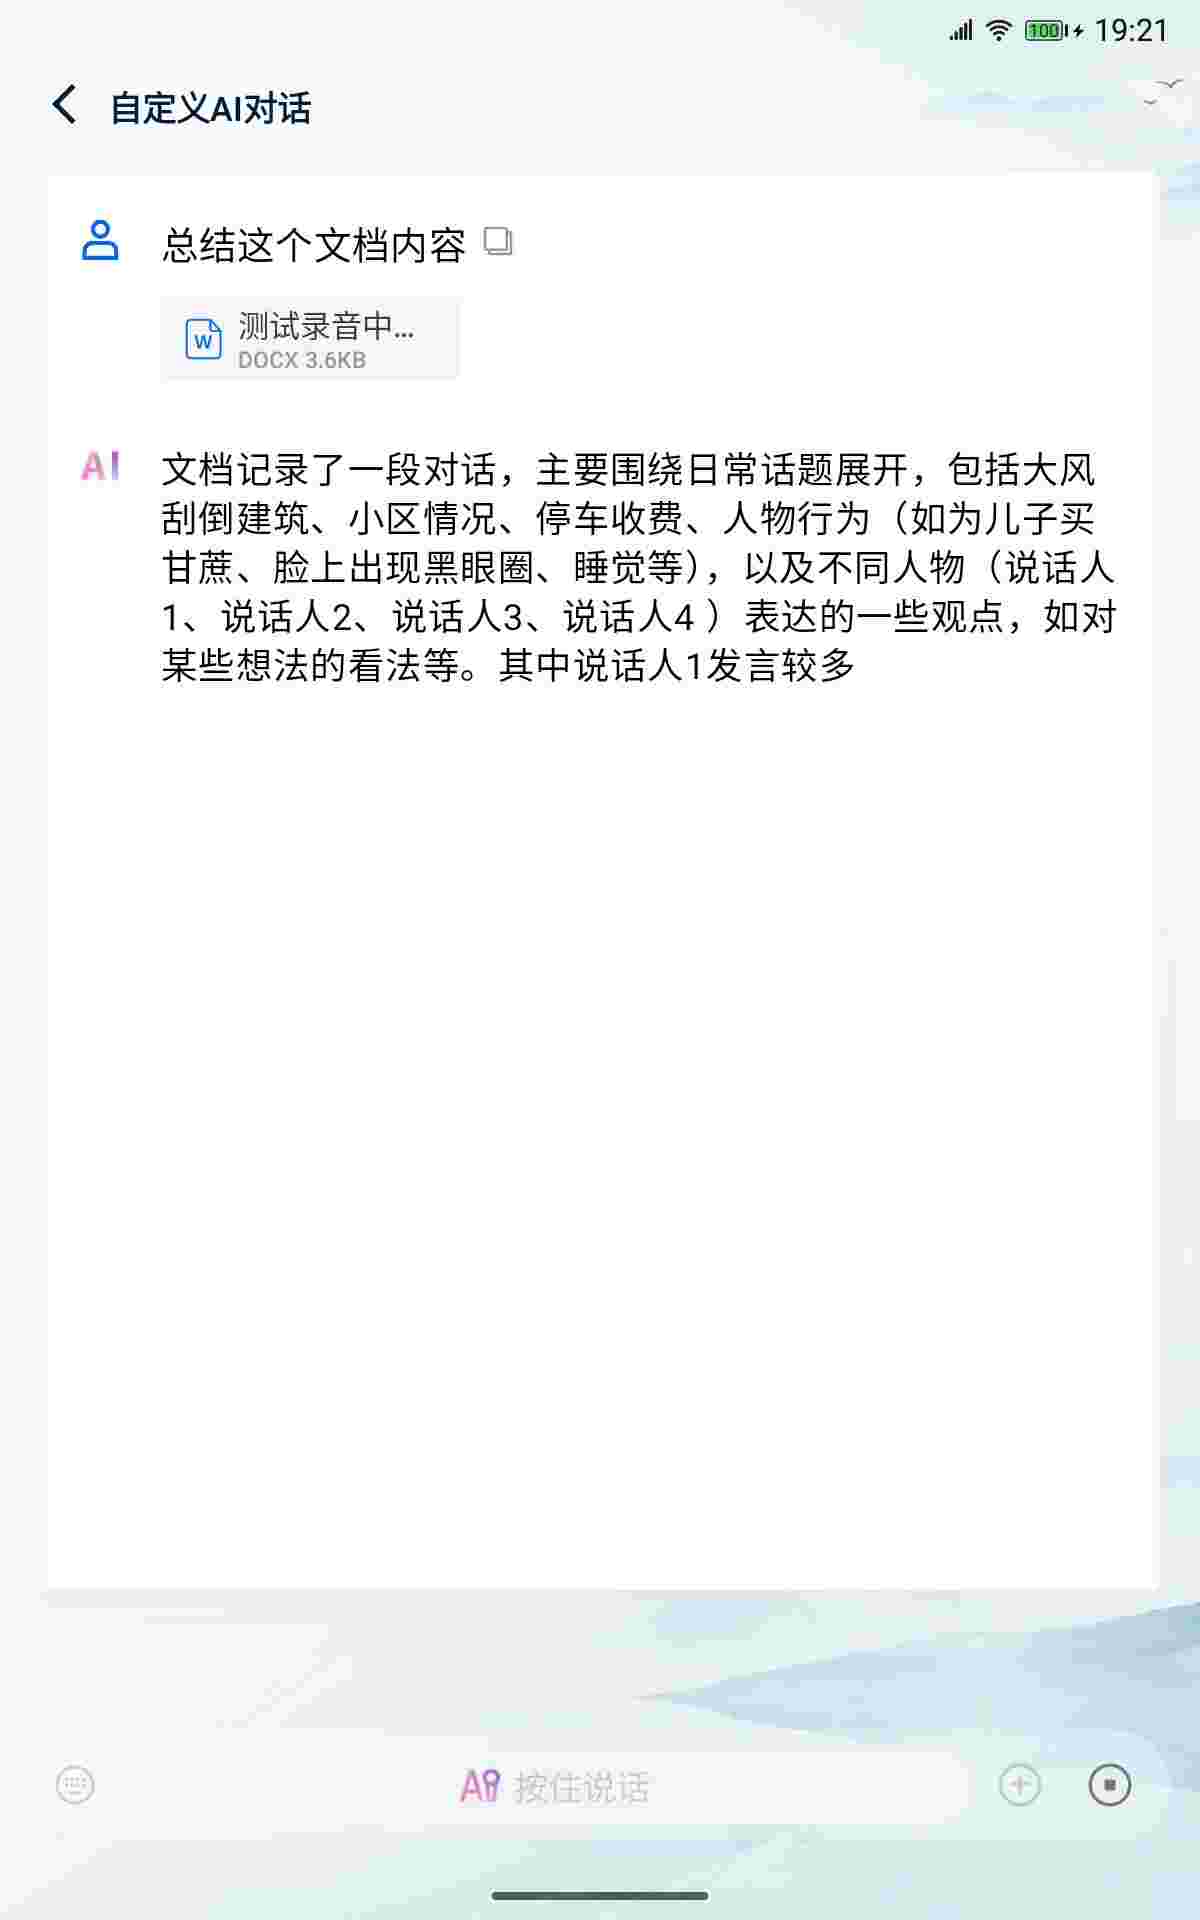 100 19:21
自定义AI对话
总结这个文档内容
W 测试录音中...
DOCX 3.6KB
AI 文档记录了一段对话，主要围绕日常话题展开，包括大风
刮倒建筑、小区情况、停车收费、人物行为（如为儿子买
甘蔗、脸上出现黑眼圈、睡觉等），以及不同人物（说话人
1、说话人2、说话人3、说话人4 ）表达的一些观点，如对
某些想法的看法等。其中说话人1发言较多
AI 按住说话